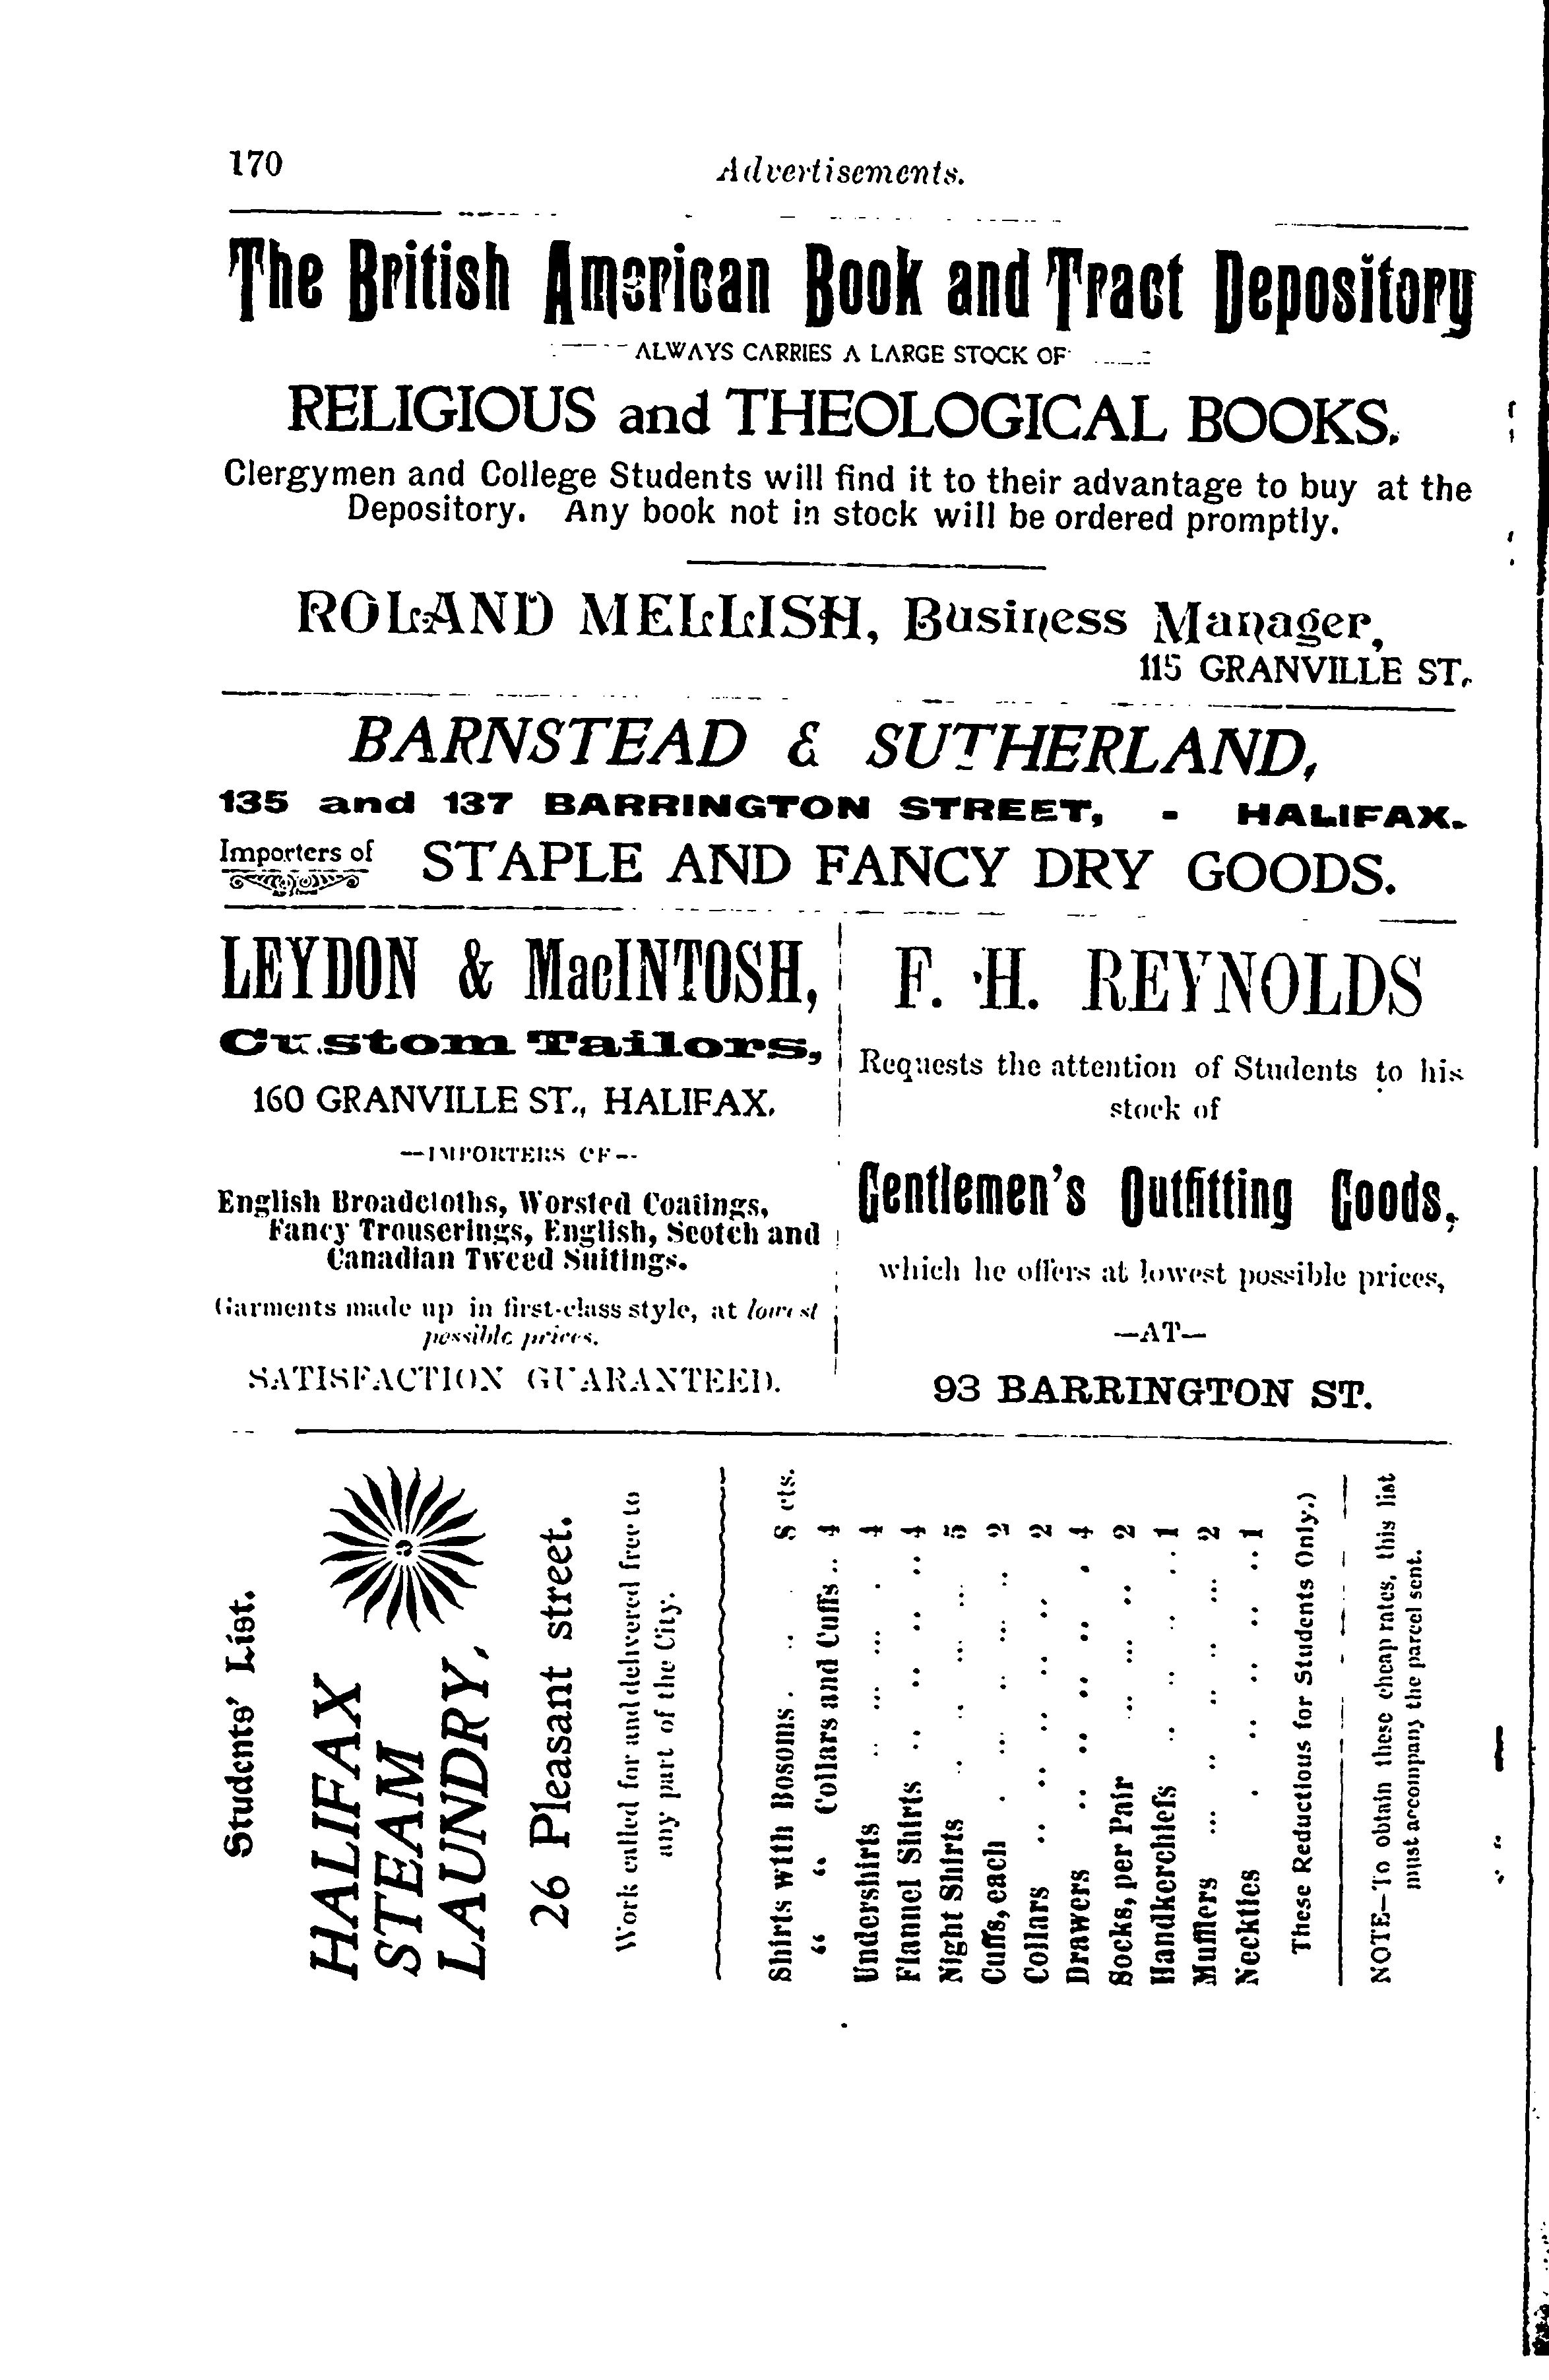 170
Advertisements.
The British American Book and Tract Depository
ALWAYS CARRIES A LARGE STOCK OF
RELIGIOUS and THEOLOGICAL BOOKS.
Clergymen and College Students will find it to their advantage to buy at the
Depository. Any book not in stock will be ordered promptly.
ROLAND MELLISH, Business Manager,
115 GRANVILLE ST.
BARNSTEAD & SUTHERLAND,
135 and 137 BARRINGTON STREET, - HALIFAX.
Importers of STAPLE AND FANCY DRY GOODS.
LEYDON & MacINTOSH,
Custom Tailors,
160 GRANVILLE ST., HALIFAX.
—IMPORTERS OF—
English Broadcloths, Worsted Coatings,
Fancy Trouserings, English, Scotch and
Canadian Tweed Suitings.
Garments made up in first-class style, at lowest
possible prices.
SATISFACTION GUARANTEED.
F. H. REYNOLDS
Requests the attention of Students to his
stock of
Gentlemen's Outfitting Goods,
which he offers at lowest possible prices,
—AT—
93 BARRINGTON ST.
Students' List.
HALIFAX
STEAM
LAUNDRY,
26 Pleasant street.
Work called for and delivered free to
any part of the City.
Shirts with Bosoms . .. . . 8 cts.
“ “ Collars and Cuffs .. 4
Undershirts .. ... ... . 4
Flannel Shirts .. .. .. .. 4
Night Shirts . . ... ... 5
Cuffs, each . ... .. ... .. 2
Collars .. .. .. .. .. .. 2
Drawers .. .. .. .. . 4
Socks, per Pair .. ... .. 2
Handkerchiefs . .. . .. 1
Mufflers ... .. .. .. ... 2
Neckties . .. .. .. .. 1
These Reductions for Students Only.)
NOTE—To obtain these cheap rates, this list
must accompany the parcel sent.